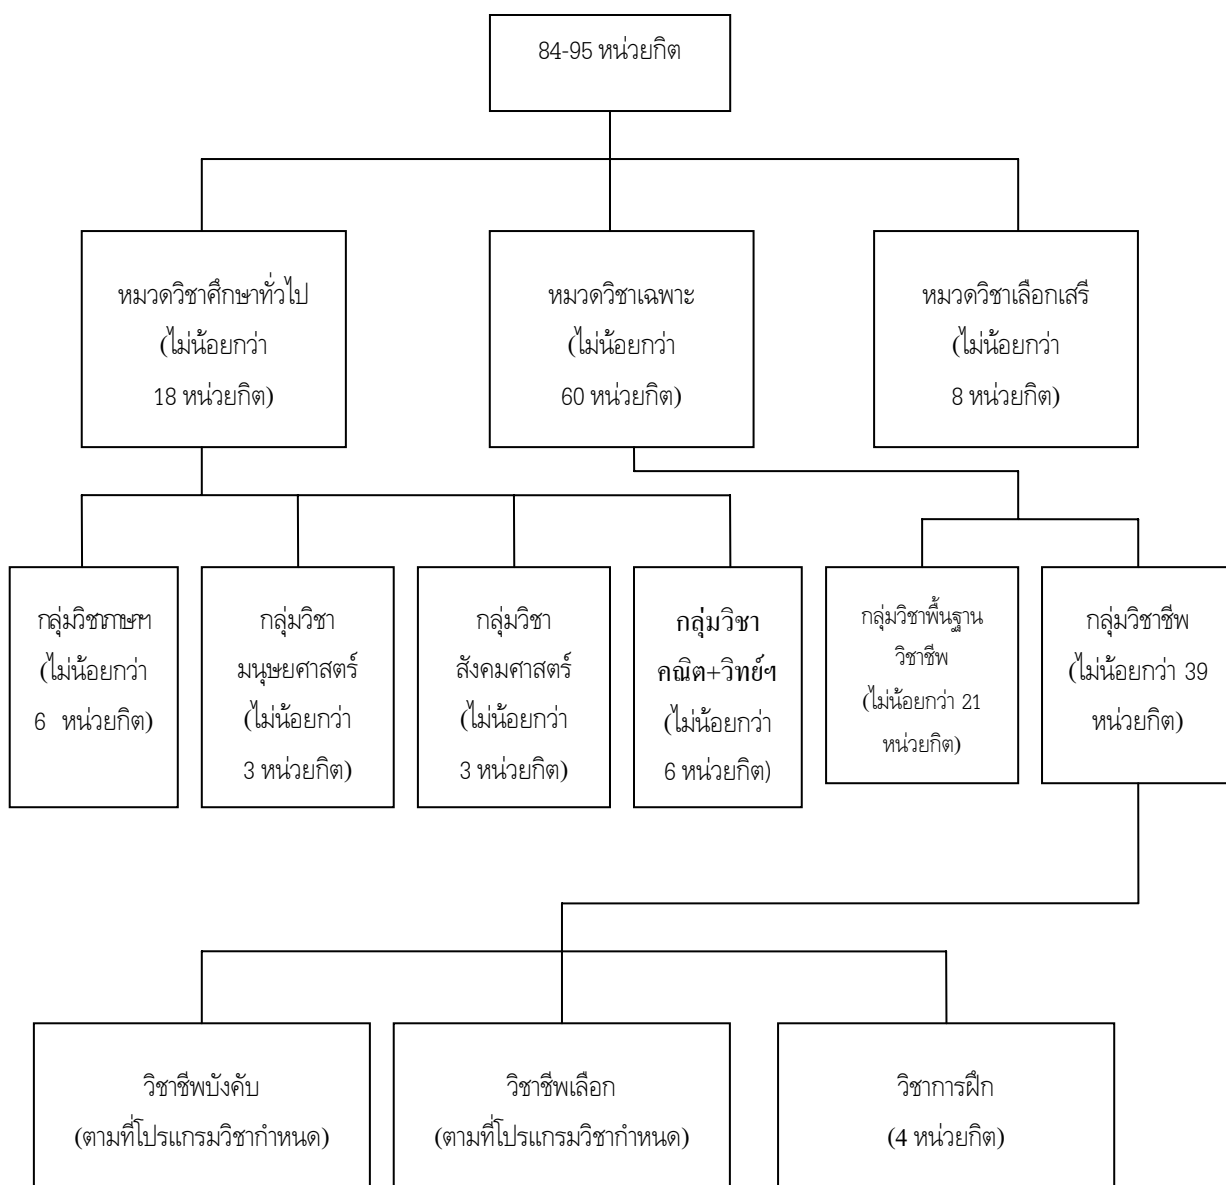 84-95 หน่วยกิต
หมวดวิชาศึกษาทั่วไป
(ไม่น้อยกว่า
18 หน่วยกิต)
หมวดวิชาเฉพาะ
(ไม่น้อยกว่า
60 หน่วยกิต)
หมวดวิชาเลือกเสรี
(ไม่น้อยกว่า
8 หน่วยกิต)
กลุ่มวิชาภาษาฯ
(ไม่น้อยกว่า
6 หน่วยกิต)
กลุ่มวิชา
มนุษยศาสตร์
(ไม่น้อยกว่า
3 หน่วยกิต)
กลุ่มวิชา
สังคมศาสตร์
(ไม่น้อยกว่า
3 หน่วยกิต)
กลุ่มวิชา
คณิต+วิทย์ฯ
(ไม่น้อยกว่า
6 หน่วยกิต)
กลุ่มวิชาพื้นฐาน
วิชาชีพ
(ไม่น้อยกว่า 21
หน่วยกิต)
กลุ่มวิชาชีพ
(ไม่น้อยกว่า 39
หน่วยกิต)
วิชาชีพบังคับ
(ตามที่โปรแกรมวิชากำหนด)
วิชาชีพเลือก
(ตามที่โปรแกรมวิชากำหนด)
วิชาการฝึก
(4 หน่วยกิต)